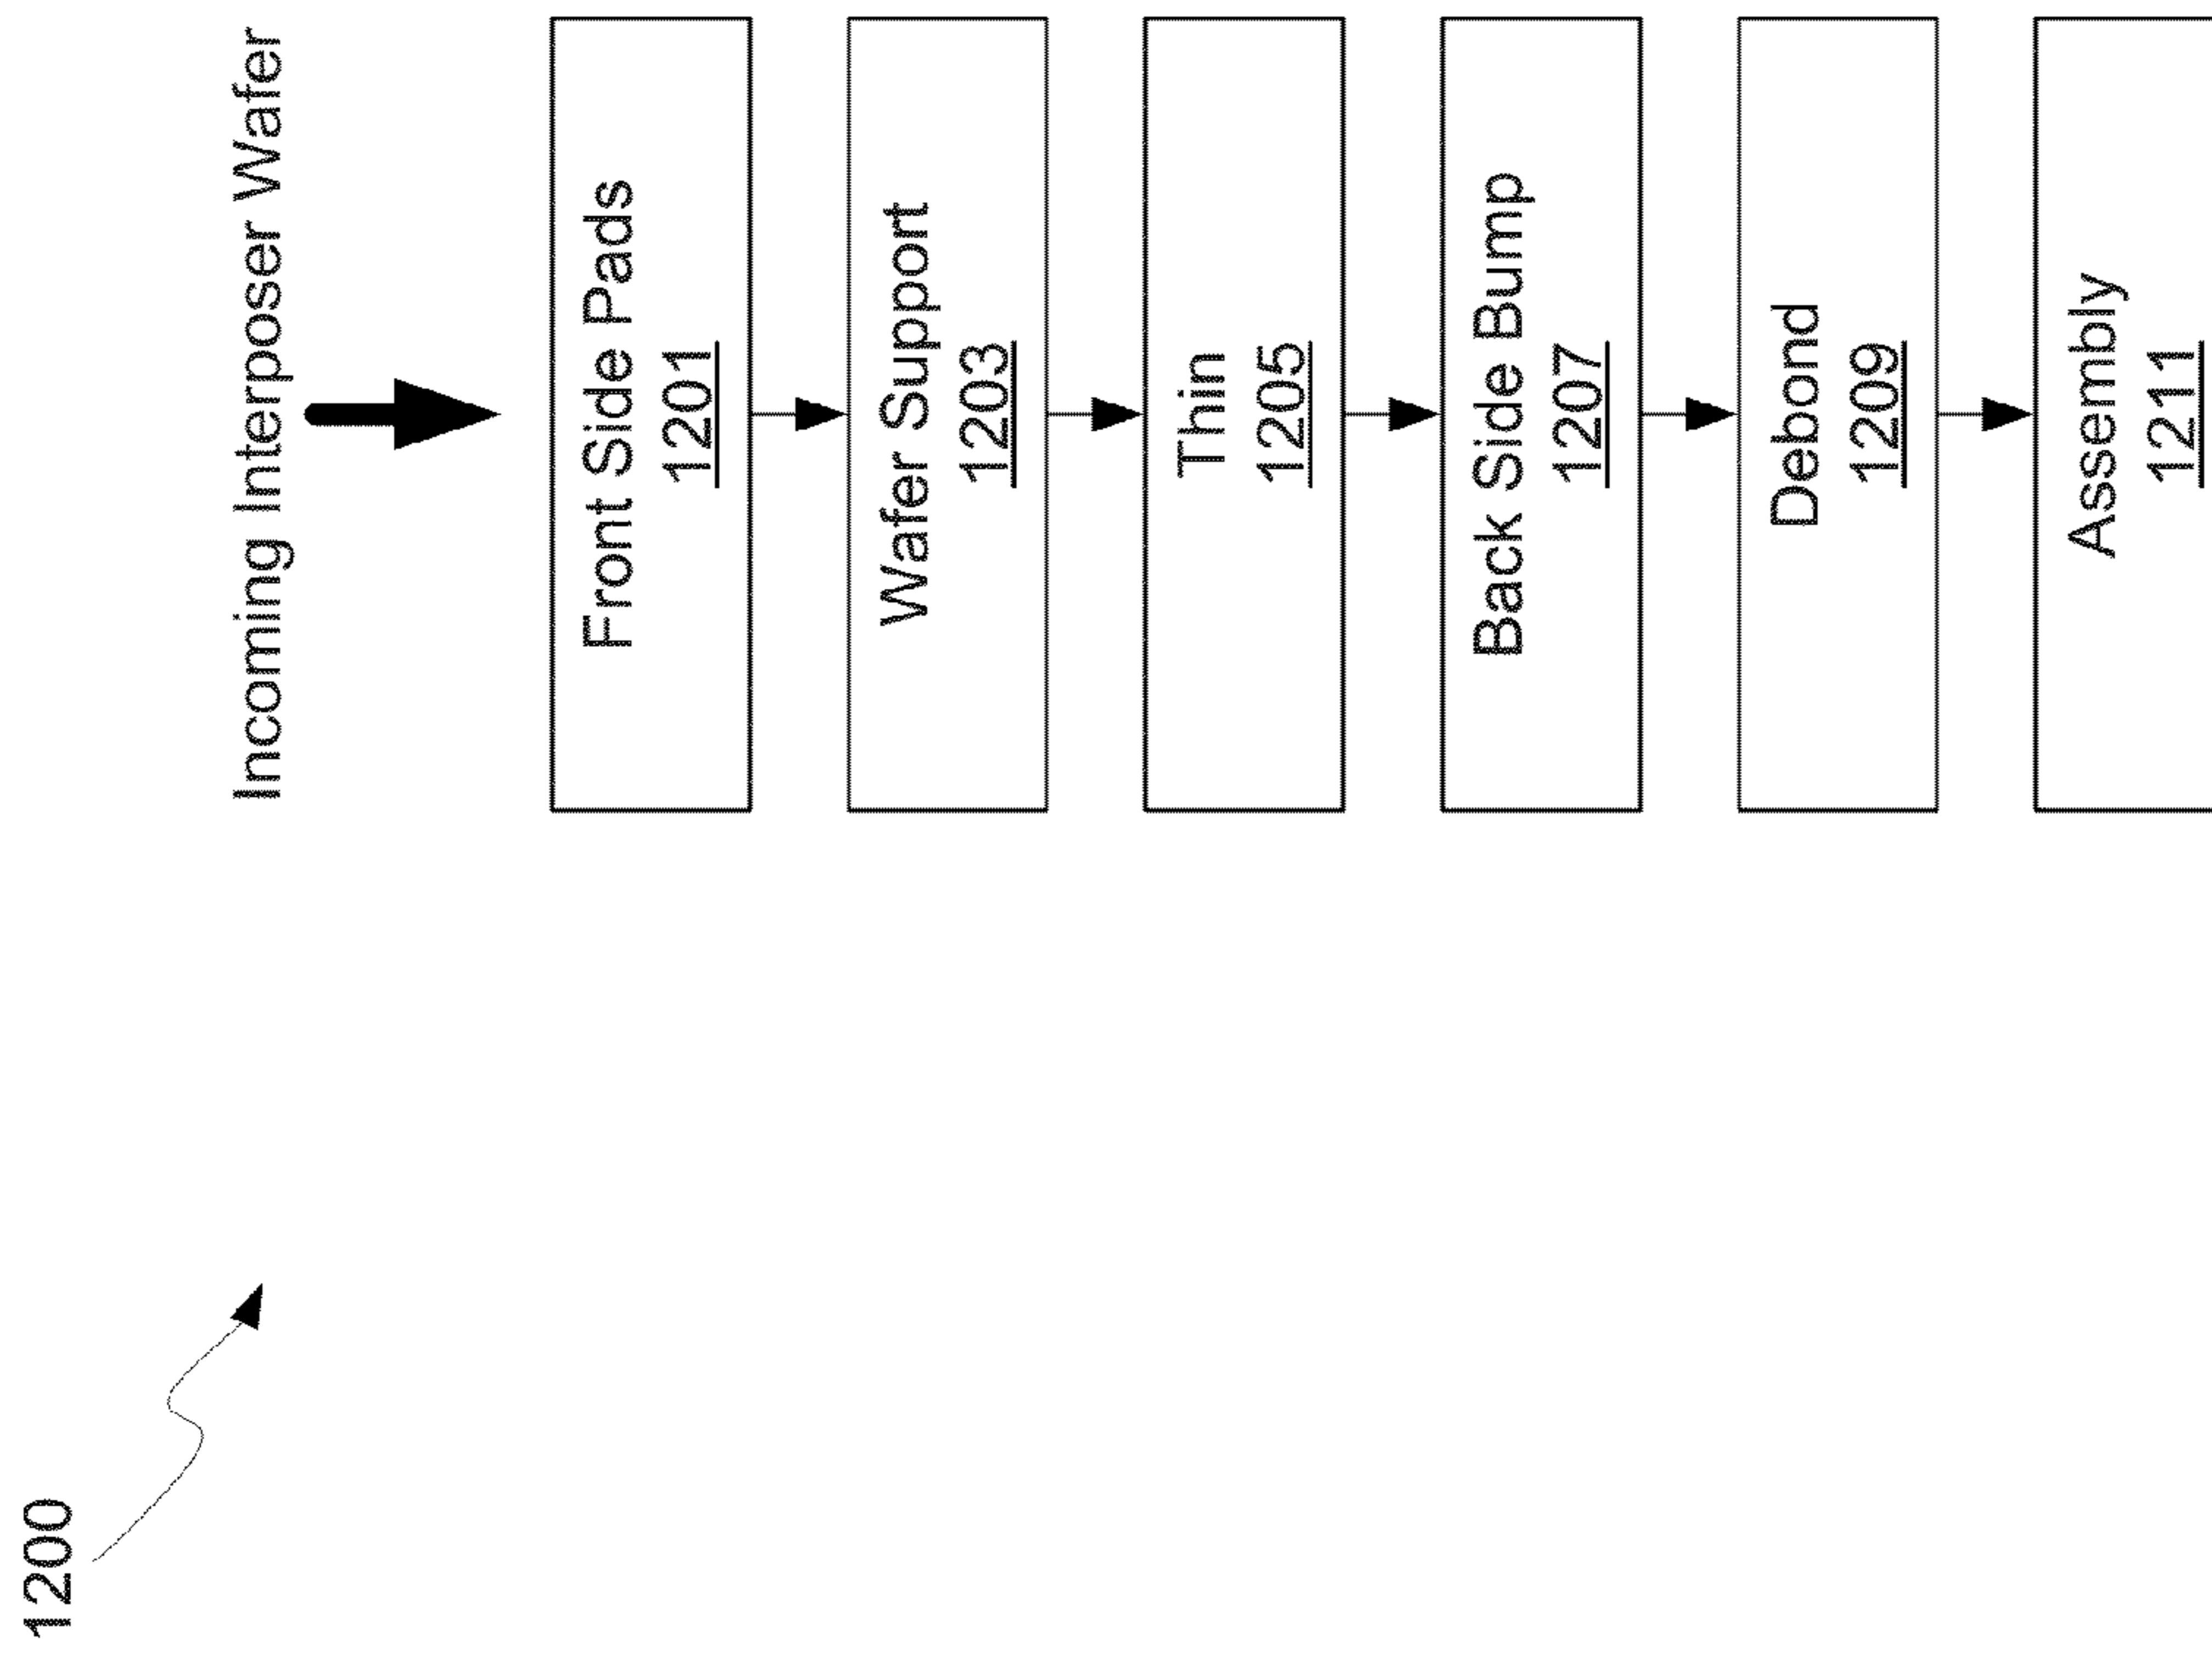 1200
Incoming Interposer Wafer
Front Side Pads
1201
Wafer Support
1203
Thin
1205
Back Side Bump
1207
Debond
1209
Assembly
1211